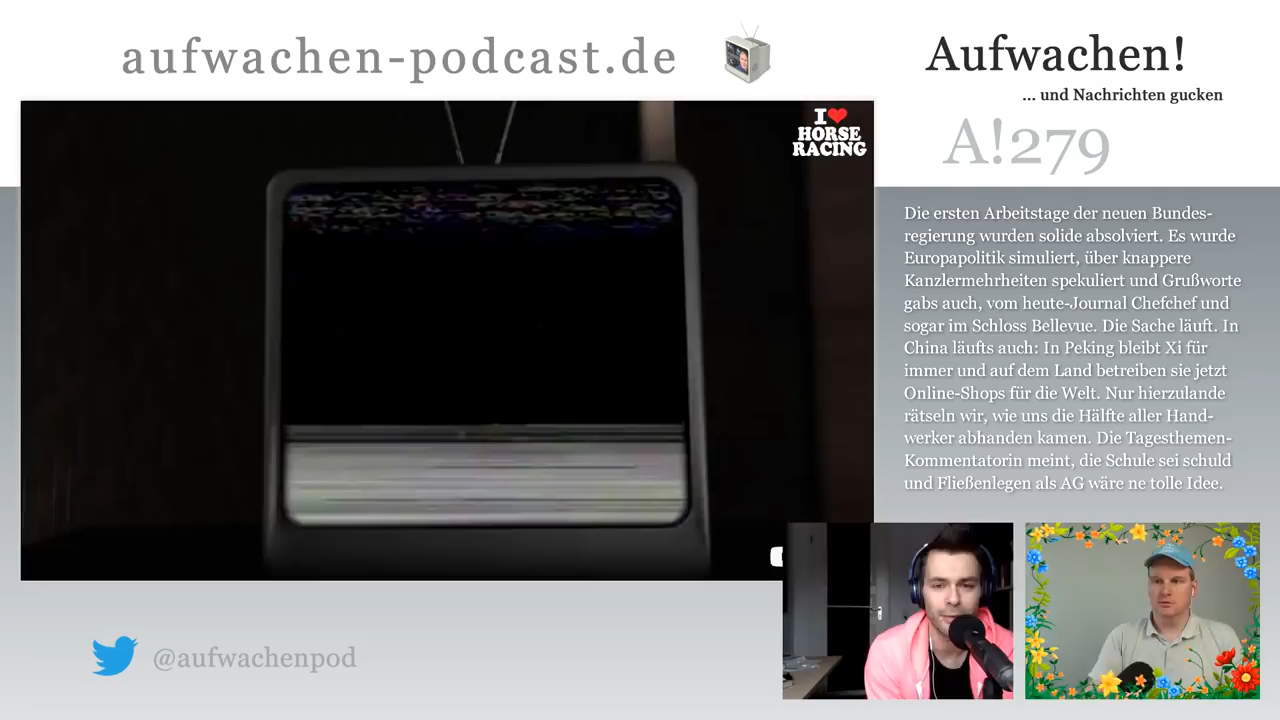 aufwachen-podcast.de
Aufwachen!
... und Nachrichten gucken
A!279
I
HORSE
RACING
Die ersten Arbeitstage der neuen Bundes-
regierung wurden solide absolviert. Es wurde
Europapolitik simuliert, über knappere
Kanzlermehrheiten spekuliert und Grußworte
gabs auch, vom heute-Journal Chefchef und
sogar im Schloss Bellevue. Die Sache läuft. In
China läufts auch: In Peking bleibt Xi für
immer und auf dem Land betreiben sie jetzt
Online-Shops für die Welt. Nur hierzulande
rätseln wir, wie uns die Hälfte aller Hand-
werker abhanden kamen. Die Tagesthemen-
Kommentatorin meint, die Schule sei schuld
und Fließenlegen als AG wäre ne tolle Idee.
@aufwachenpod